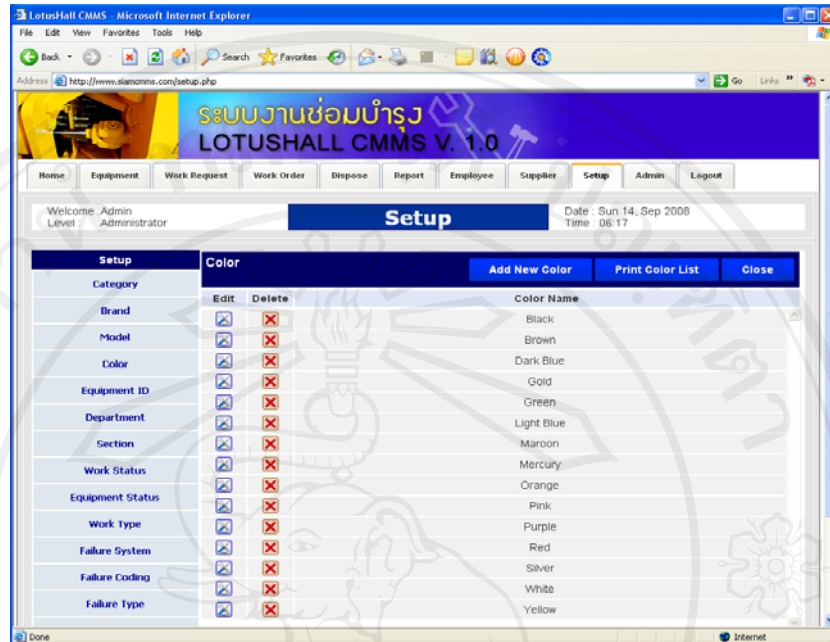 LotusHall CMMS - Microsoft Internet Explorer
File Edit View Favorites Tools Help
Back Search Favorites
Address http://www.siamcmms.com/setup.php Go Links
ระบบงานซ่อมบำรุง
LOTUSHALL CMMS V. 1.0
Home Equipment Work Request Work Order Dispose Report Employee Supplier Setup Admin Logout
Welcome : Admin
Level : Administrator
Setup
Date : Sun 14, Sep 2008
Time : 06:17
Setup
Category
Brand
Model
Color
Equipment ID
Department
Section
Work Status
Equipment Status
Work Type
Failure System
Failure Coding
Failure Type
Color Add New Color Print Color List Close
Edit Delete Color Name
Black
Brown
Dark Blue
Gold
Green
Light Blue
Maroon
Mercury
Orange
Pink
Purple
Red
Silver
White
Yellow
Done Internet